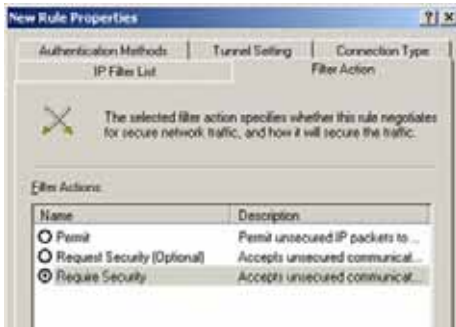 New Rule Properties
Authentication Methods Tunnel Setting Connection Type
IP Filter List Filter Action
The selected filter action specifies whether this rule negotiates
for secure network traffic, and how it will secure the traffic.
Filter Actions:
Name Description
Permit Permit unsecured IP packets to ...
Request Security (Optional) Accepts unsecured communicat...
Require Security Accepts unsecured communicat...